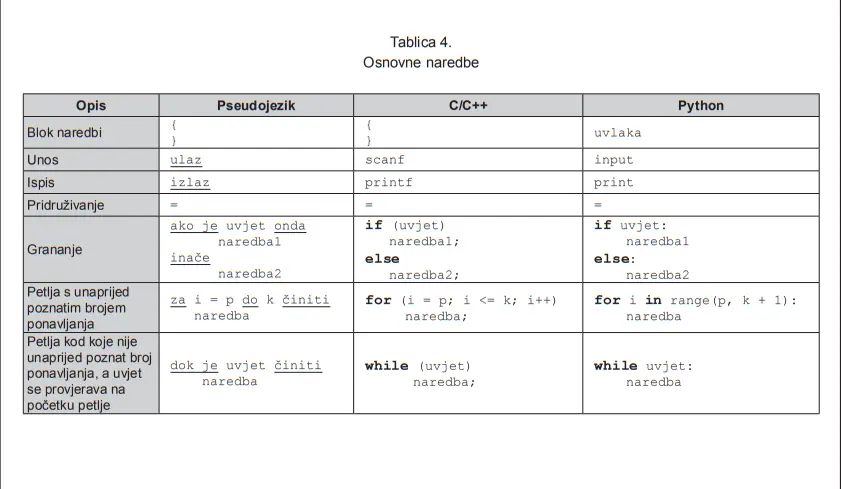 Tablica 4.
Osnovne naredbe
Opis Pseudojezik C/C++ Python
Blok naredbi
{
}
{
}
uvlaka
Unos ulaz scanf input
Ispis izlaz printf print
Pridruživanje = = =
Grananje
ako je uvjet onda
naredba1
inače
naredba2
if (uvjet)
naredba1;
else
naredba2;
if uvjet:
naredba1
else:
naredba2
Petlja s unaprijed
poznatim brojem
ponavljanja
za i = p do k činiti
naredba
for (i = p; i <= k; i++)
naredba;
for i in range(p, k + 1):
naredba
Petlja kod koje nije
unaprijed poznat broj
ponavljanja, a uvjet
se provjerava na
početku petlje
dok je uvjet činiti
naredba
while (uvjet)
naredba;
while uvjet:
naredba